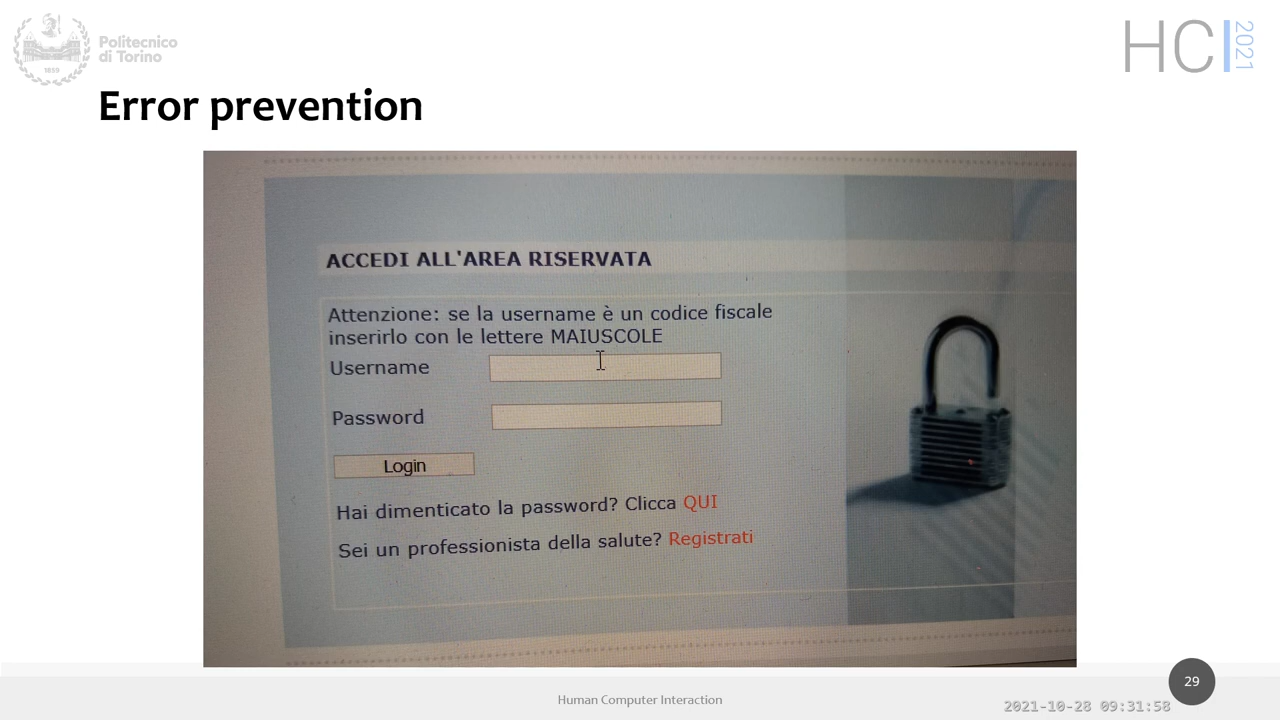 Politecnico
di Torino
1859
HCI
2021
Error prevention
ACCEDI ALL'AREA RISERVATA
Attenzione: se la username è un codice fiscale
inserirlo con le lettere MAIUSCOLE
Username
Password
Login
Hai dimenticato la password? Clicca QUI
Sei un professionista della salute? Registrati
29
Human Computer Interaction
2021-10-28 09:31:58